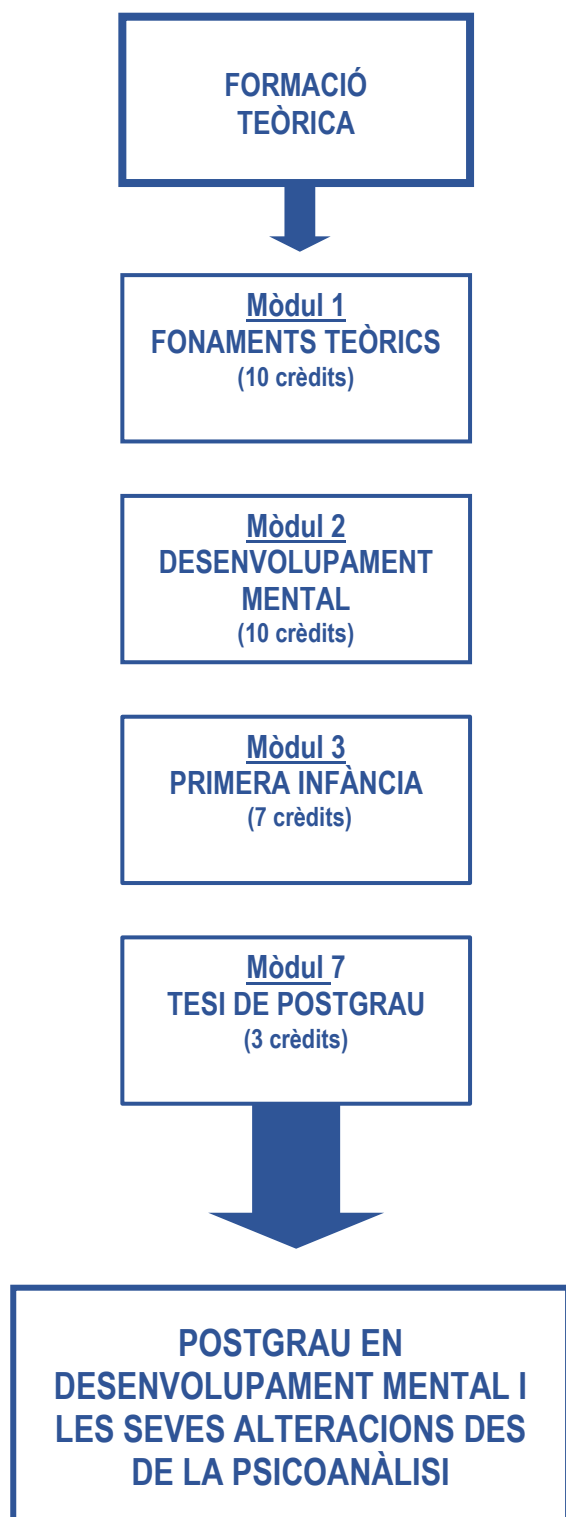 FORMACIÓ
TEÒRICA
Mòdul 1
FONAMENTS TEÒRICS
(10 crèdits)
Mòdul 2
DESENVOLUPAMENT
MENTAL
(10 crèdits)
Mòdul 3
PRIMERA INFÀNCIA
(7 crèdits)
Mòdul 7
TESI DE POSTGRAU
(3 crèdits)
POSTGRAU EN
DESENVOLUPAMENT MENTAL I
LES SEVES ALTERACIONS DES
DE LA PSICOANÀLISI